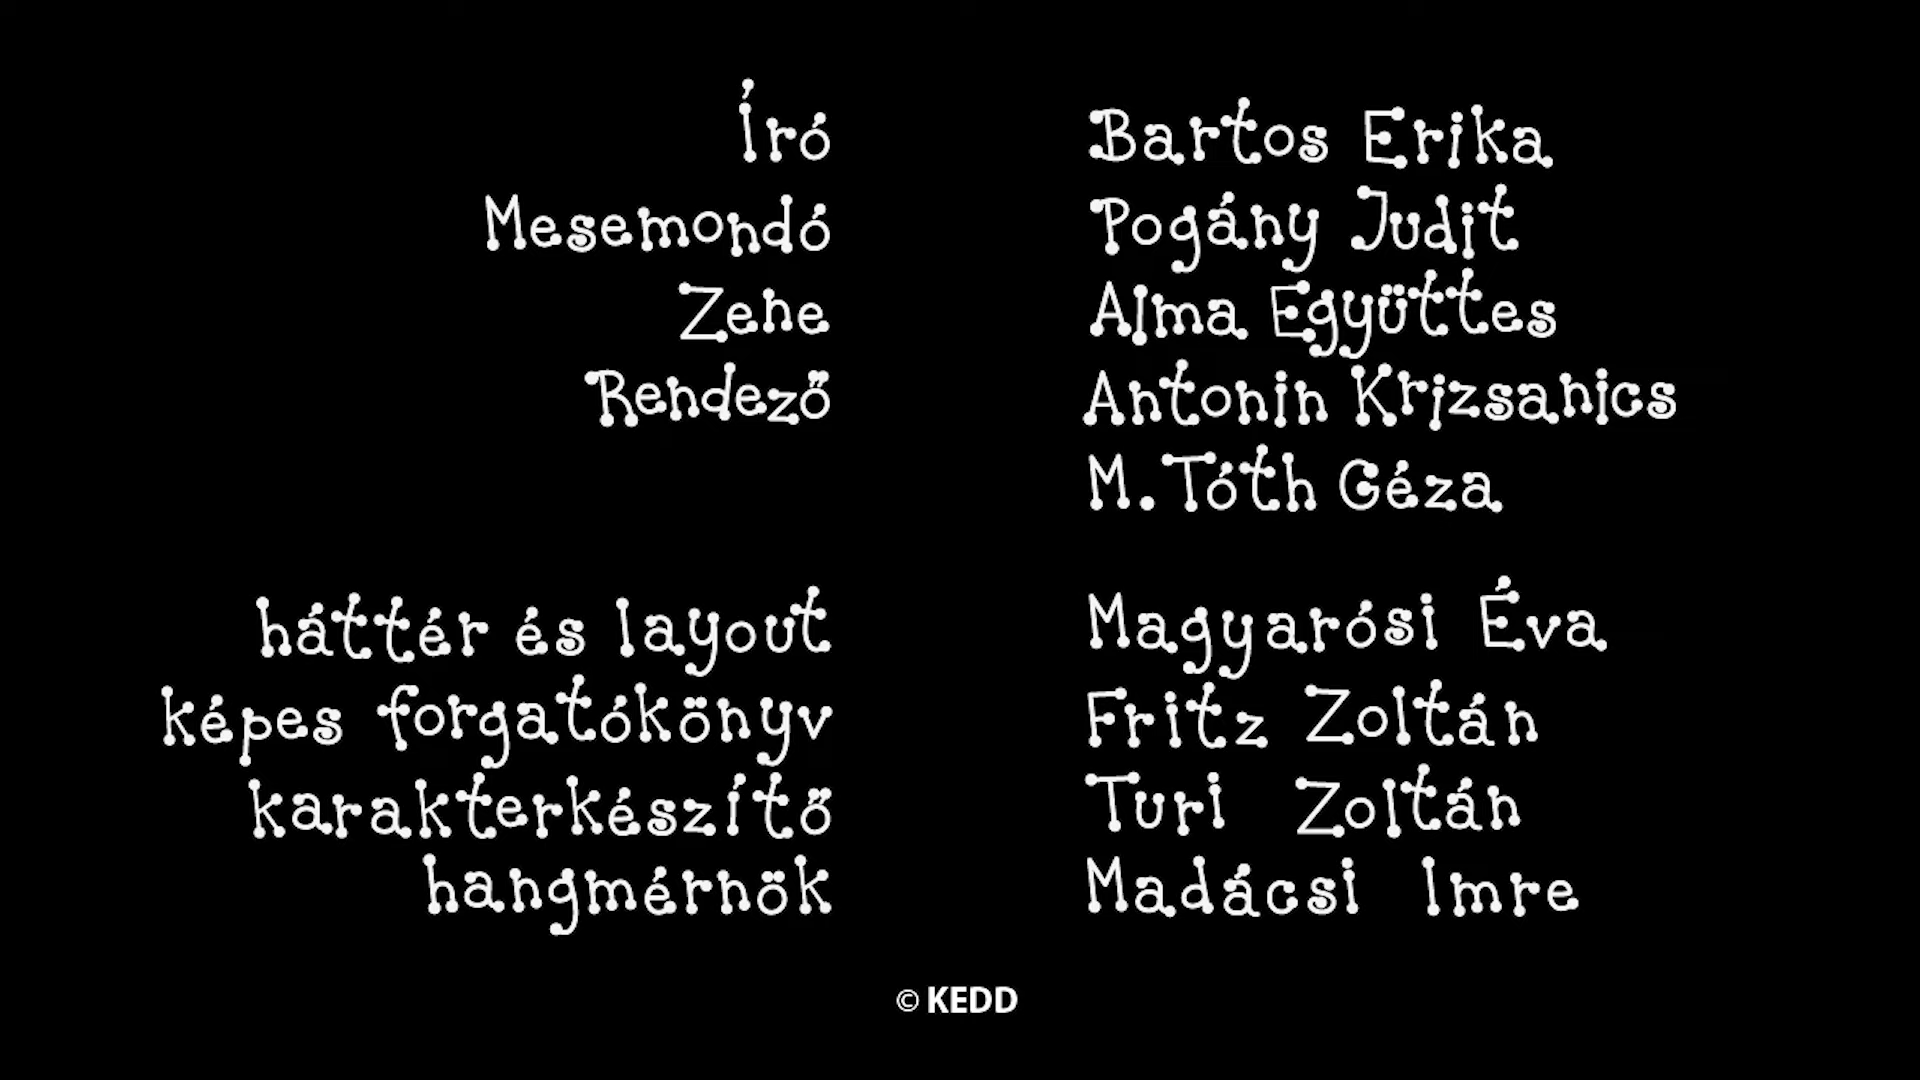 Író Bartos Erika
Mesemondó Pogány Judit
Zene Alma Együttes
Rendező Antonin Krizsanics
M. Tóth Géza
háttér és layout Magyarósi Éva
képes forgatókönyv Fritz Zoltán
karakterkészítő Turi Zoltán
hangmérnök Madácsi Imre
© KEDD